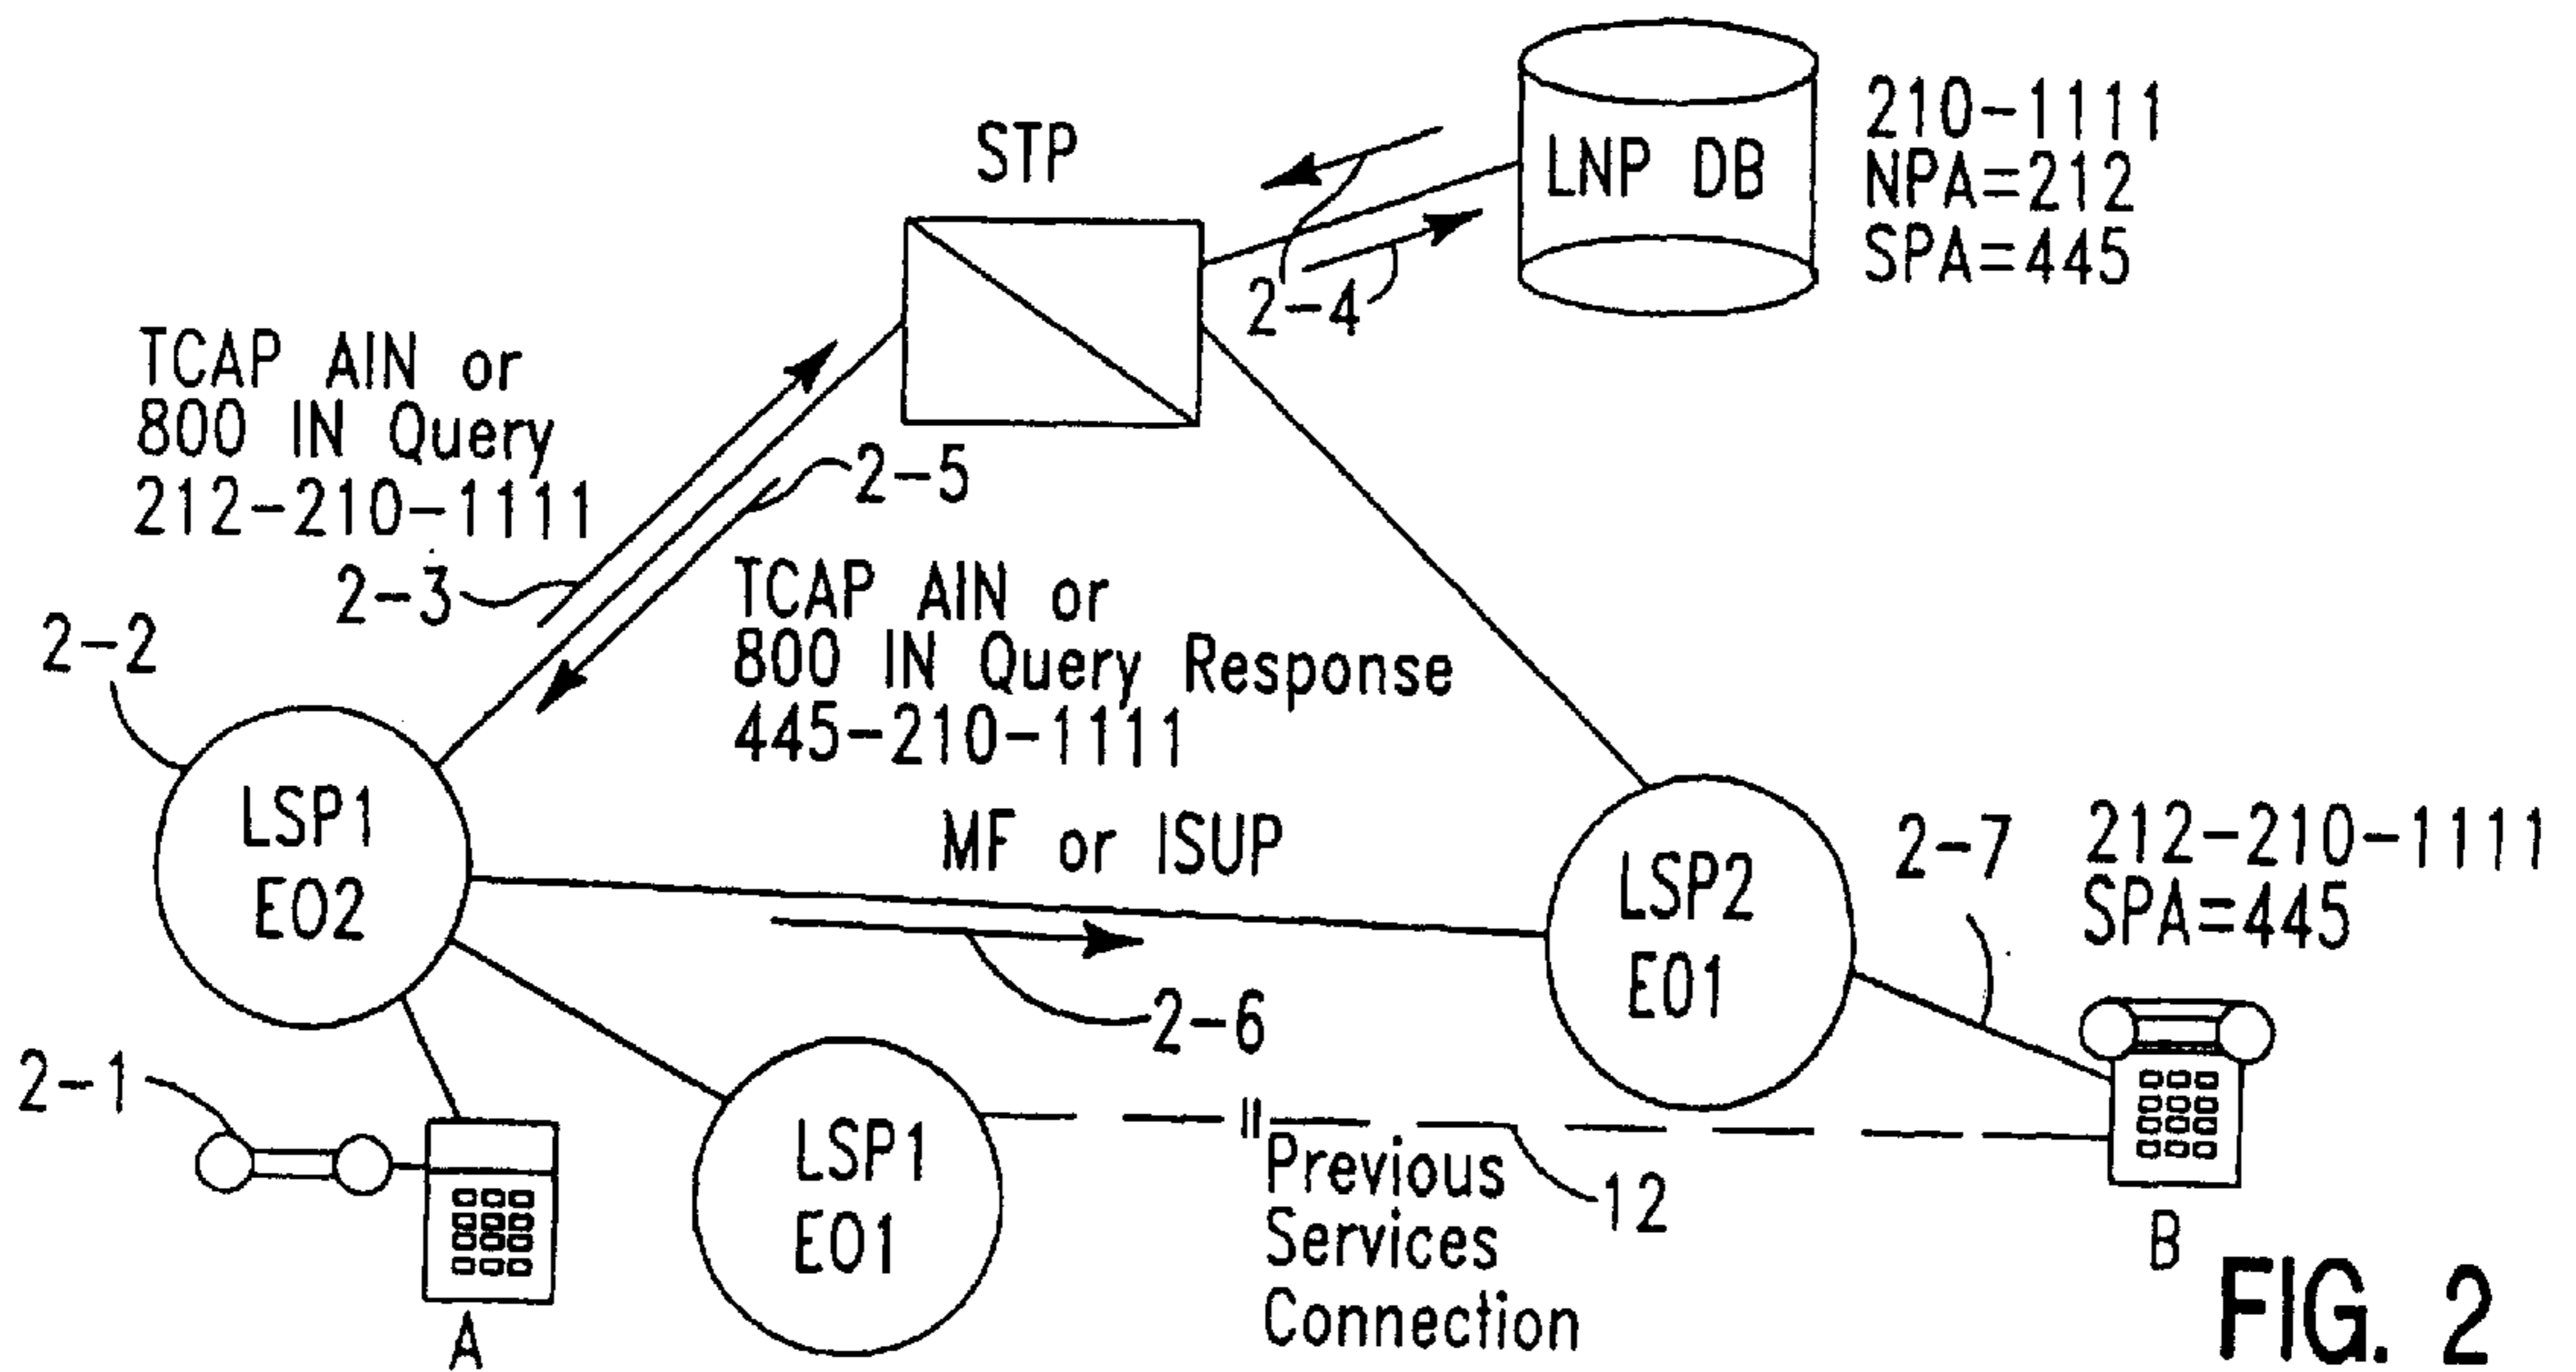 STP
LNP DB
210-1111
NPA=212
SPA=445
2-4
TCAP AIN or
800 IN Query
212-210-1111
2-3
2-5
TCAP AIN or
800 IN Query Response
445-210-1111
2-2
LSP1
EO2
MF or ISUP
2-6
LSP2
EO1
2-7
212-210-1111
SPA=445
2-1
A
LSP1
EO1
Previous
Services
Connection
12
B
FIG. 2